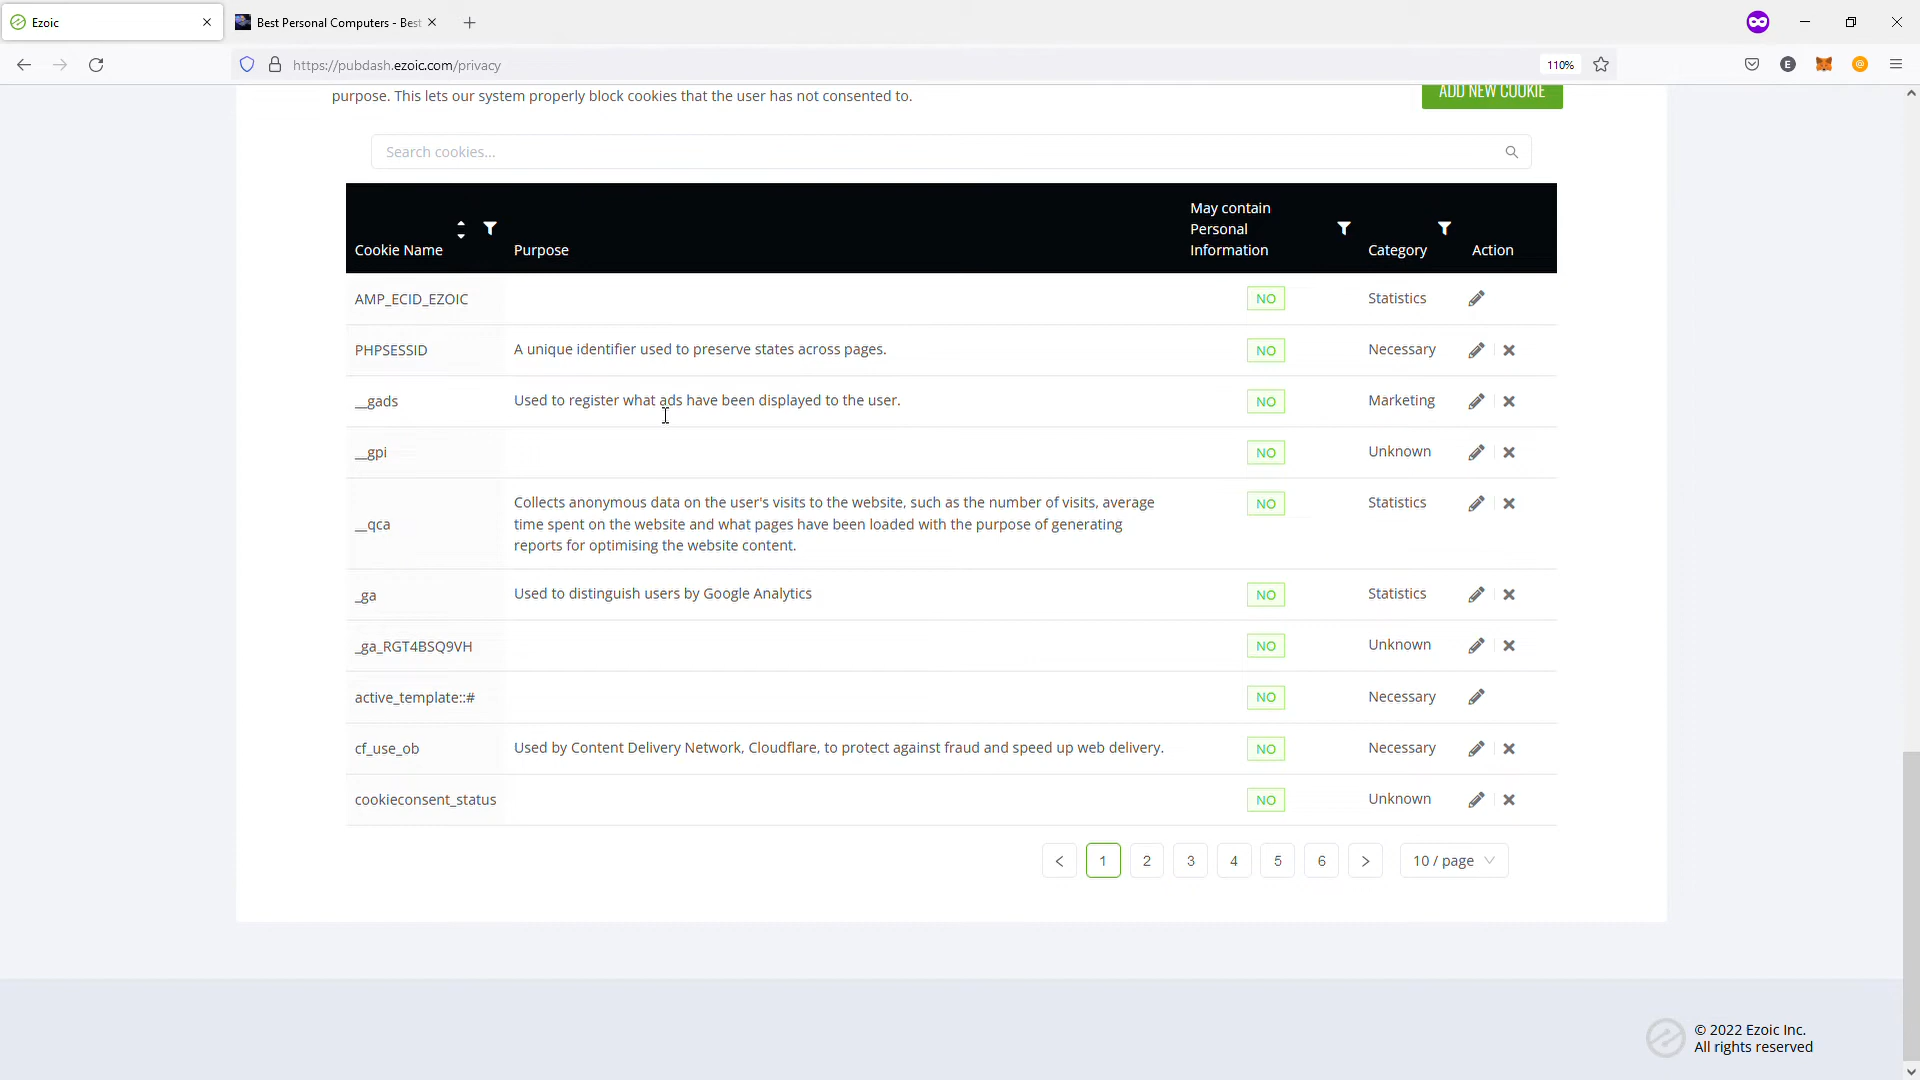 Ezoic
Best Personal Computers - Best
https://pubdash.ezoic.com/privacy
110%
purpose. This lets our system properly block cookies that the user has not consented to.
ADD NEW COOKIE
Search cookies...
Cookie Name
Purpose
May contain
Personal
Information
Category
Action
AMP_ECID_EZOIC
NO
Statistics
PHPSESSID
A unique identifier used to preserve states across pages.
NO
Necessary
__gads
Used to register what ads have been displayed to the user.
NO
Marketing
__gpi
NO
Unknown
__qca
Collects anonymous data on the user's visits to the website, such as the number of visits, average
time spent on the website and what pages have been loaded with the purpose of generating
reports for optimising the website content.
NO
Statistics
_ga
Used to distinguish users by Google Analytics
NO
Statistics
_ga_RGT4BSQ9VH
NO
Unknown
active_template::#
NO
Necessary
cf_use_ob
Used by Content Delivery Network, Cloudflare, to protect against fraud and speed up web delivery.
NO
Necessary
cookieconsent_status
NO
Unknown
< 1 2 3 4 5 6 > 10 / page
© 2022 Ezoic Inc.
All rights reserved